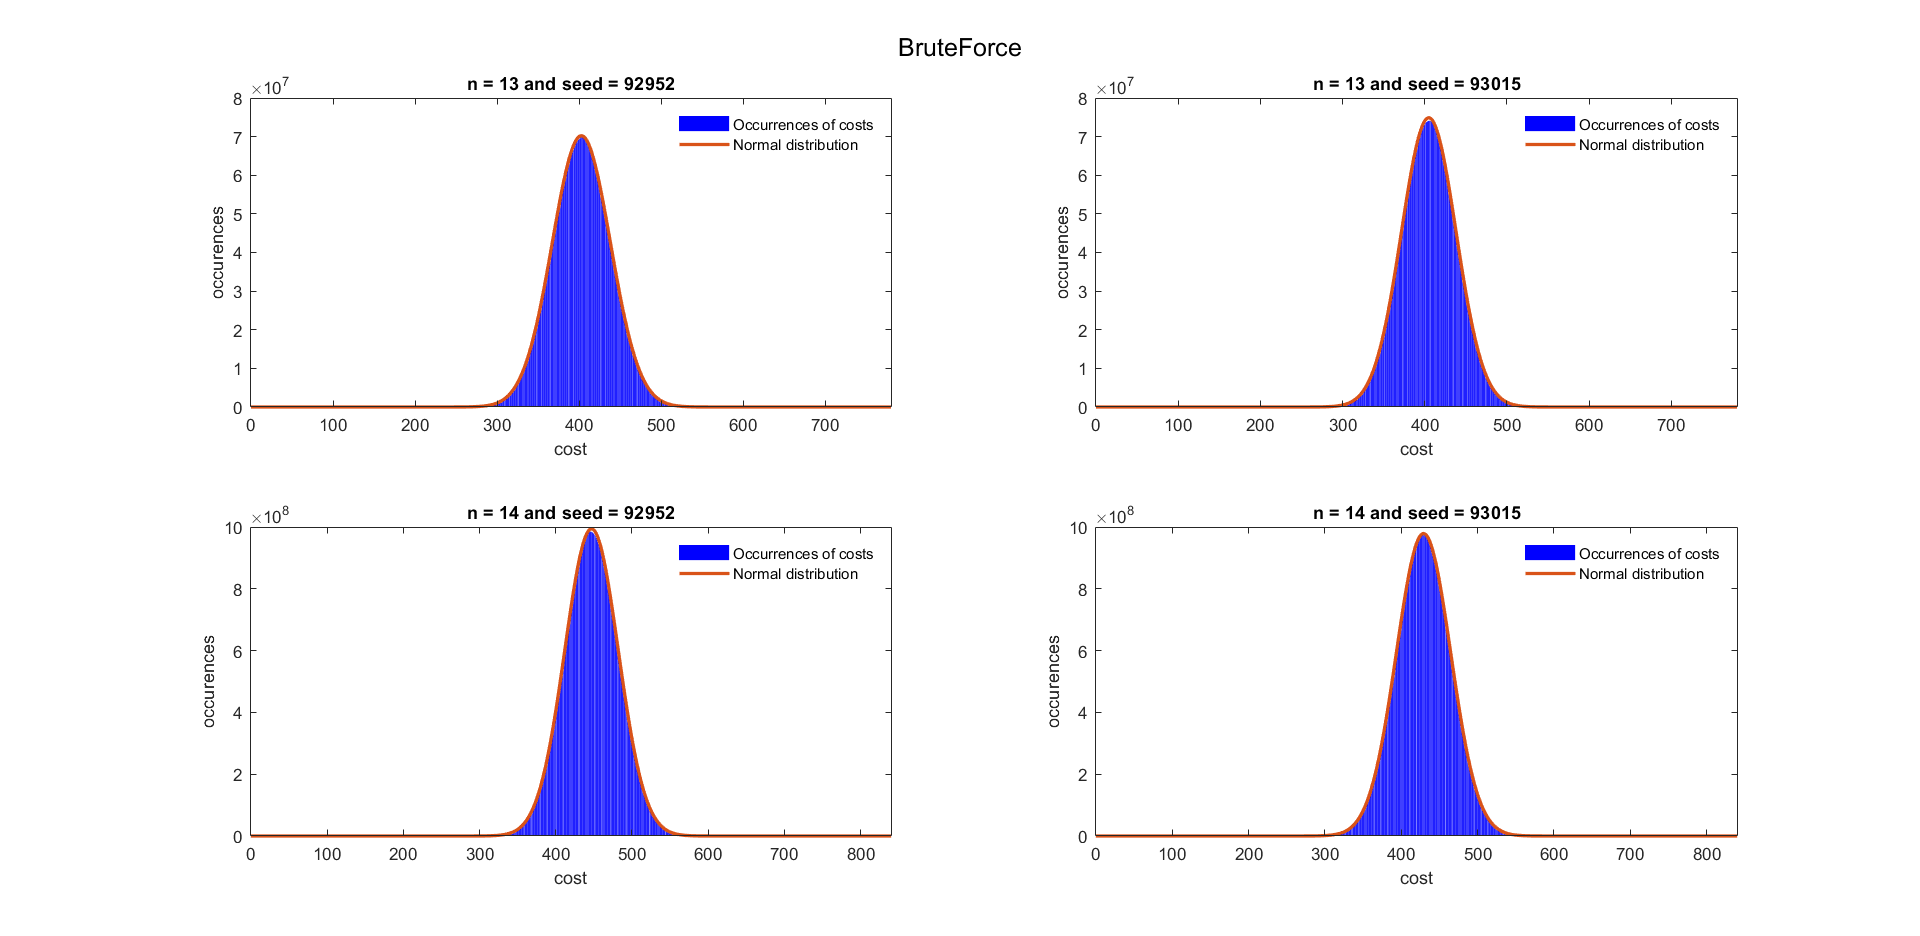 BruteForce
n = 13 and seed = 92952
×10^7
8
7
6
5
4
3
2
1
0
occurences
Occurrences of costs
Normal distribution
0 100 200 300 400 500 600 700
cost
n = 13 and seed = 93015
×10^7
8
7
6
5
4
3
2
1
0
occurences
Occurrences of costs
Normal distribution
0 100 200 300 400 500 600 700
cost
n = 14 and seed = 92952
×10^8
10
8
6
4
2
0
occurences
Occurrences of costs
Normal distribution
0 100 200 300 400 500 600 700 800
cost
n = 14 and seed = 93015
×10^8
10
8
6
4
2
0
occurences
Occurrences of costs
Normal distribution
0 100 200 300 400 500 600 700 800
cost